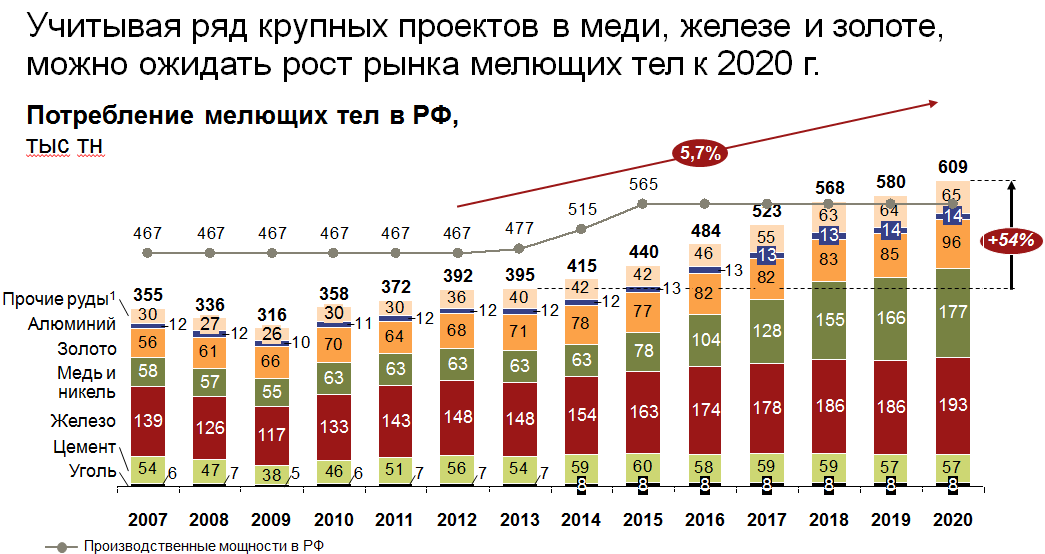 Учитывая ряд крупных проектов в меди, железе и золоте,
можно ожидать рост рынка мелющих тел к 2020 г.
Потребление мелющих тел в РФ,
тыс тн
5,7%
467 467 467 467 467 467 477 515 565
355 336 316 358 372 392 395 415 440 484 523 568 580 609
+54%
Прочие руды¹ 30 27 26 30 30 36 40 42 42 46 55 63 64 65
Алюминий 12 12 10 11 12 12 12 12 13 13 13 13 14 14
Золото 56 61 66 70 64 68 71 78 77 82 82 83 85 96
Медь и
никель 58 57 55 63 63 63 63 63 78 104 128 155 166 177
Железо 139 126 117 133 143 148 148 154 163 174 178 186 186 193
Цемент 54 47 38 46 51 56 54 59 60 58 59 59 57 57
Уголь 6 7 5 6 7 7 7 8 8 8 8 8 8 8
2007 2008 2009 2010 2011 2012 2013 2014 2015 2016 2017 2018 2019 2020
Производственные мощности в РФ